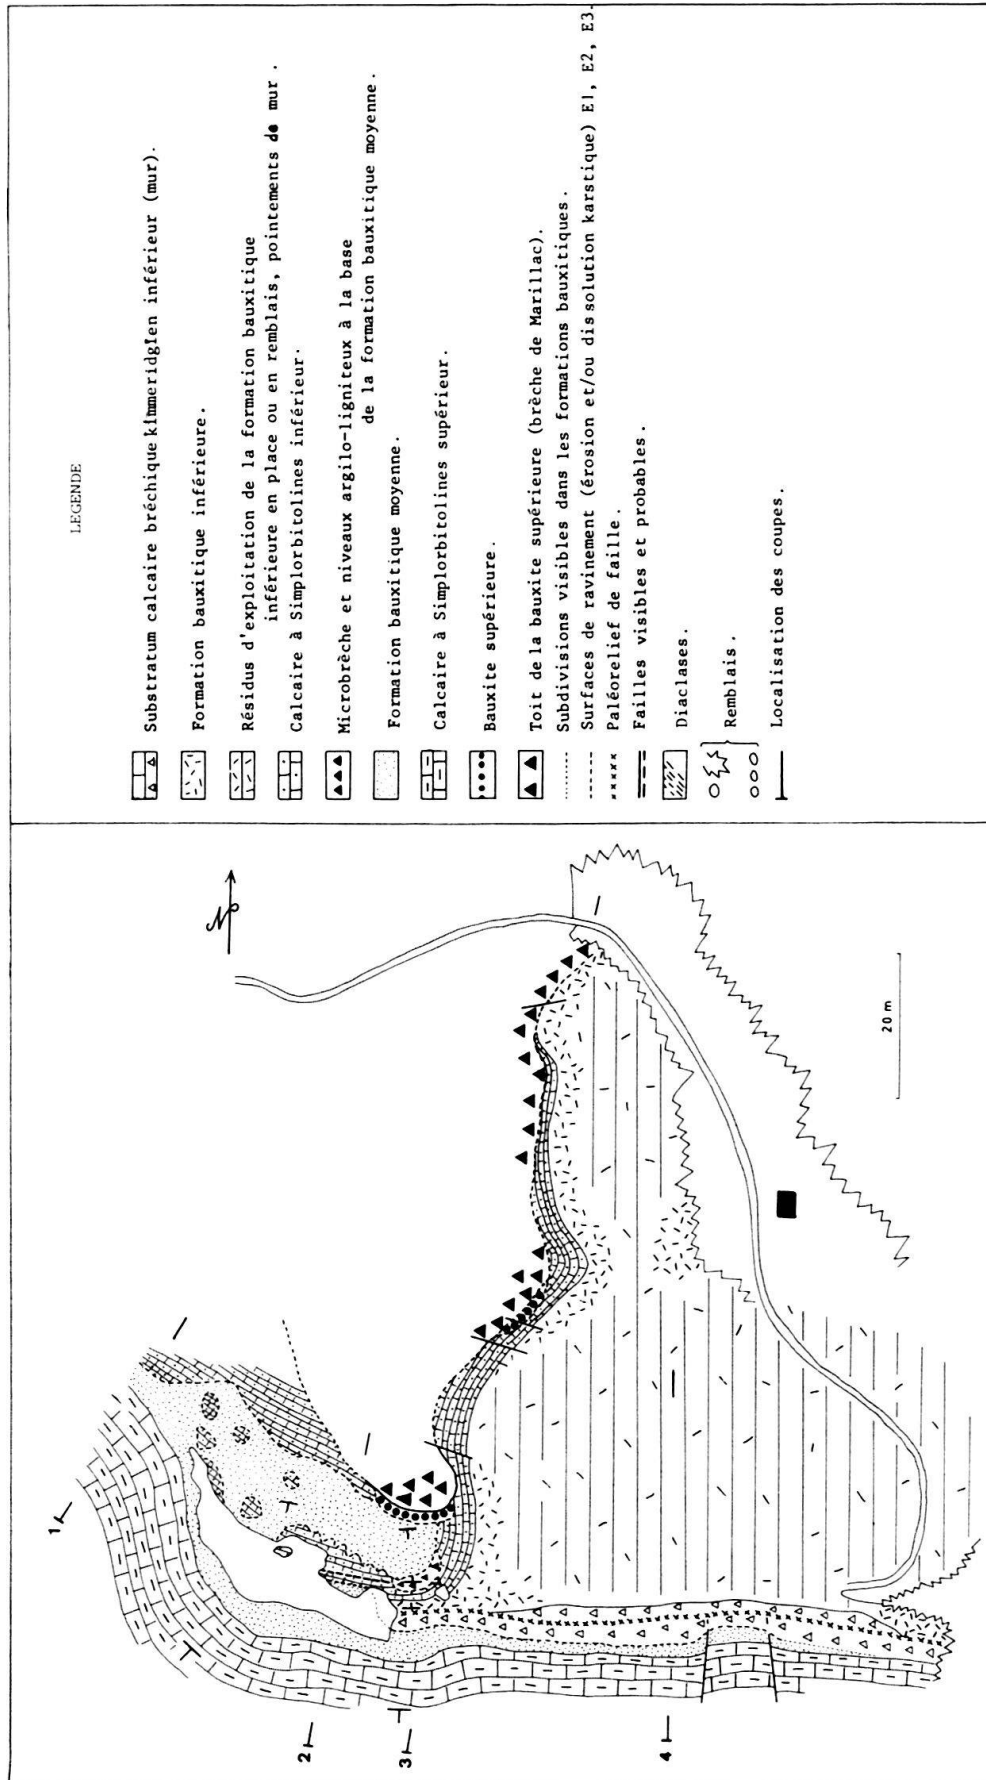 LEGENDE
Substratum calcaire bréchique kimmeridgien inférieur (mur).
Formation bauxitique inférieure.
Résidus d'exploitation de la formation bauxitique
inférieure en place ou en remblais, pointements de mur.
Calcaire à Simplorbitolines inférieur.
Microbrèche et niveaux argilo-ligniteux à la base
de la formation bauxitique moyenne.
Formation bauxitique moyenne.
Calcaire à Simplorbitolines supérieur.
Bauxite supérieure.
Toit de la bauxite supérieure (brèche de Marillac).
Subdivisions visibles dans les formations bauxitiques.
Surfaces de ravinement (érosion et/ou dissolution karstique) E1, E2, E3.
Paléorelief de faille.
Failles visibles et probables.
Diaclases.
Remblais.
Localisation des coupes.
N
20 m
1
2
3
4